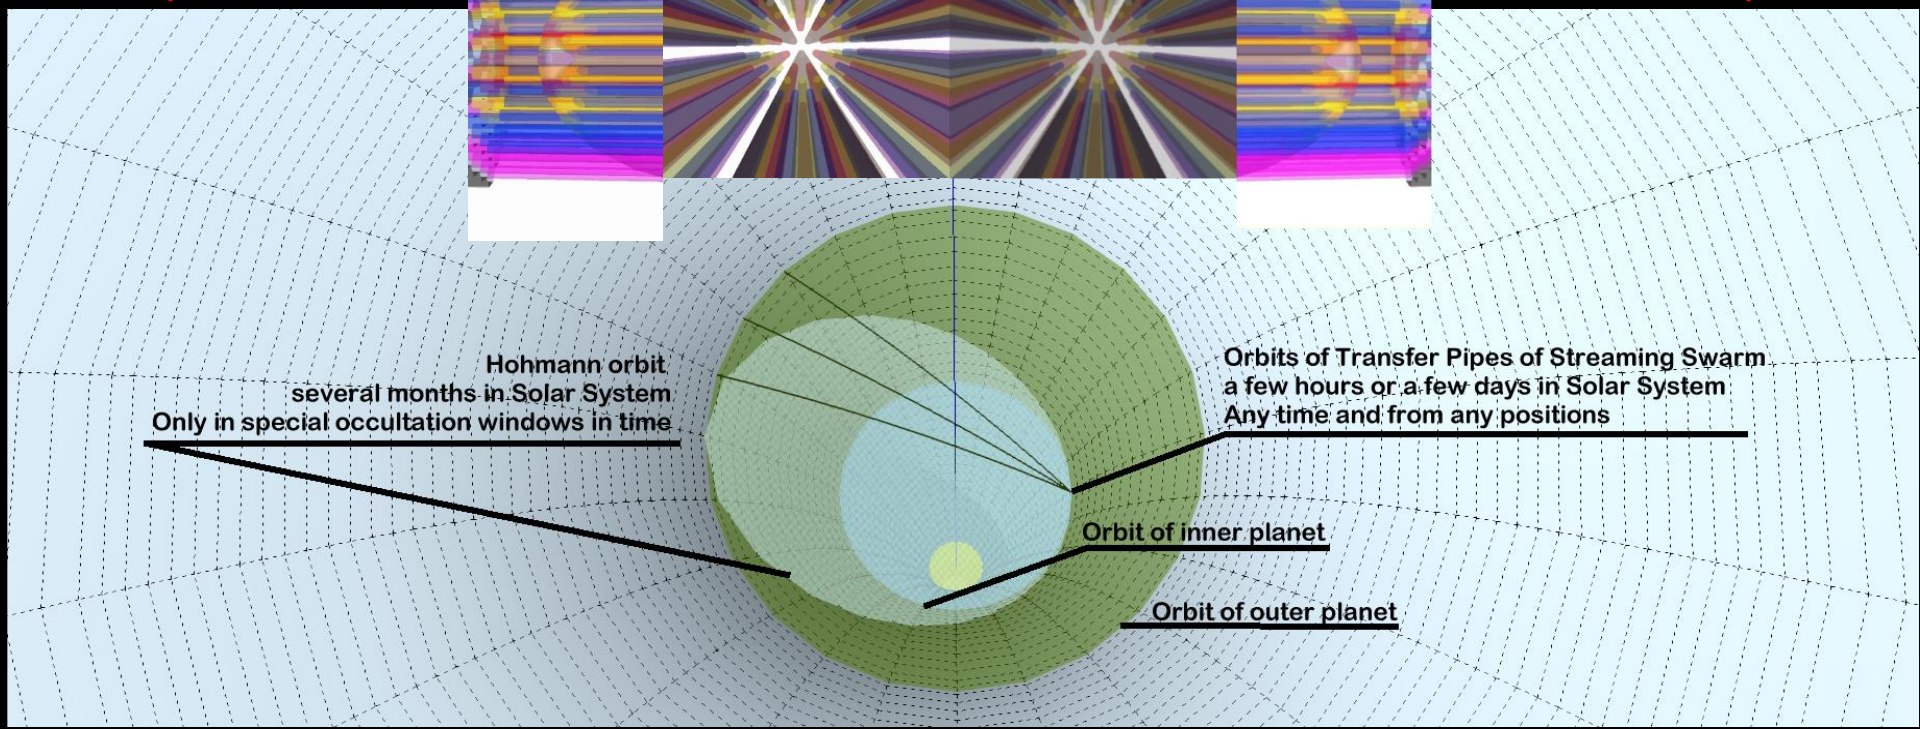 Hohmann orbit
several months in Solar System
Only in special occultation windows in time
Orbits of Transfer Pipes of Streaming Swarm
a few hours or a few days in Solar System
Any time and from any positions
Orbit of inner planet
Orbit of outer planet